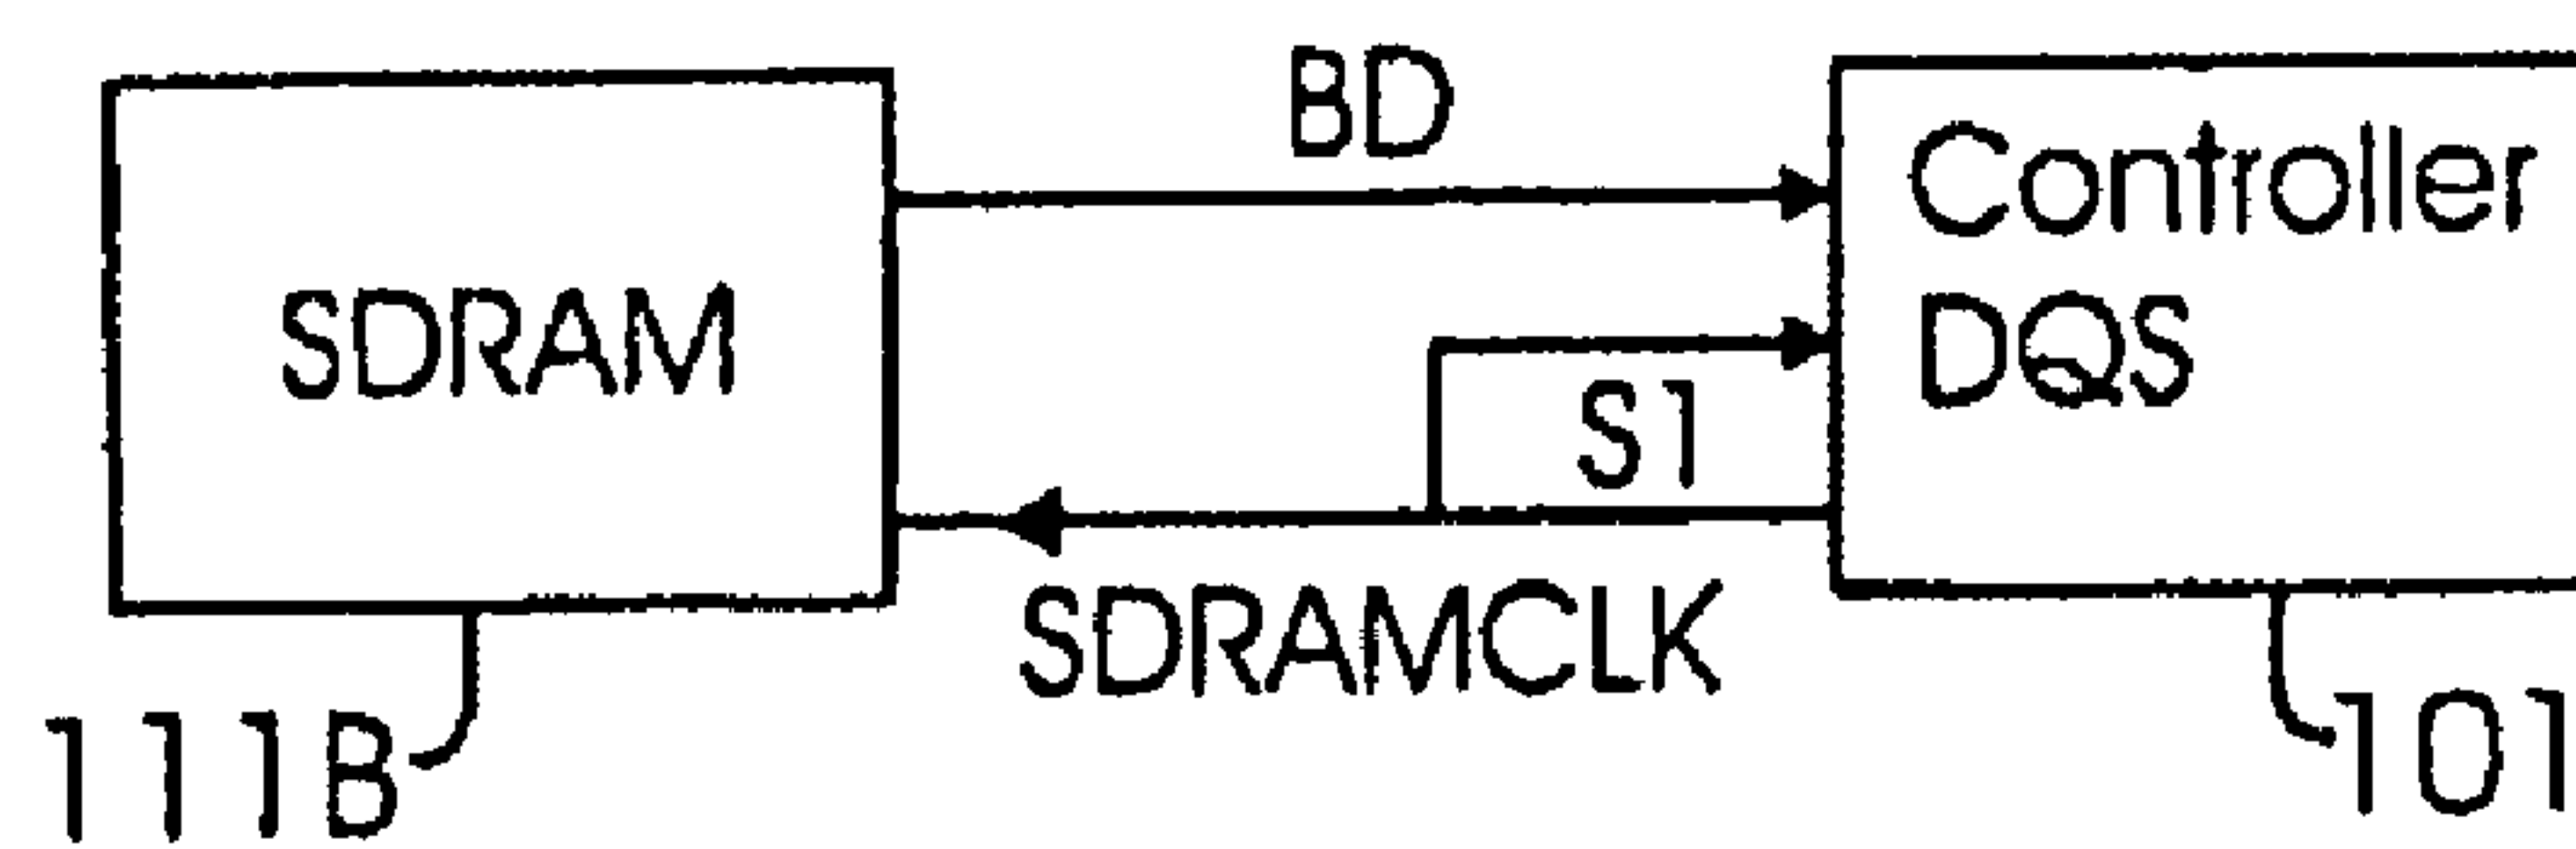 BD
Controller
SDRAM
DQS
S1
SDRAMCLK
111B
101